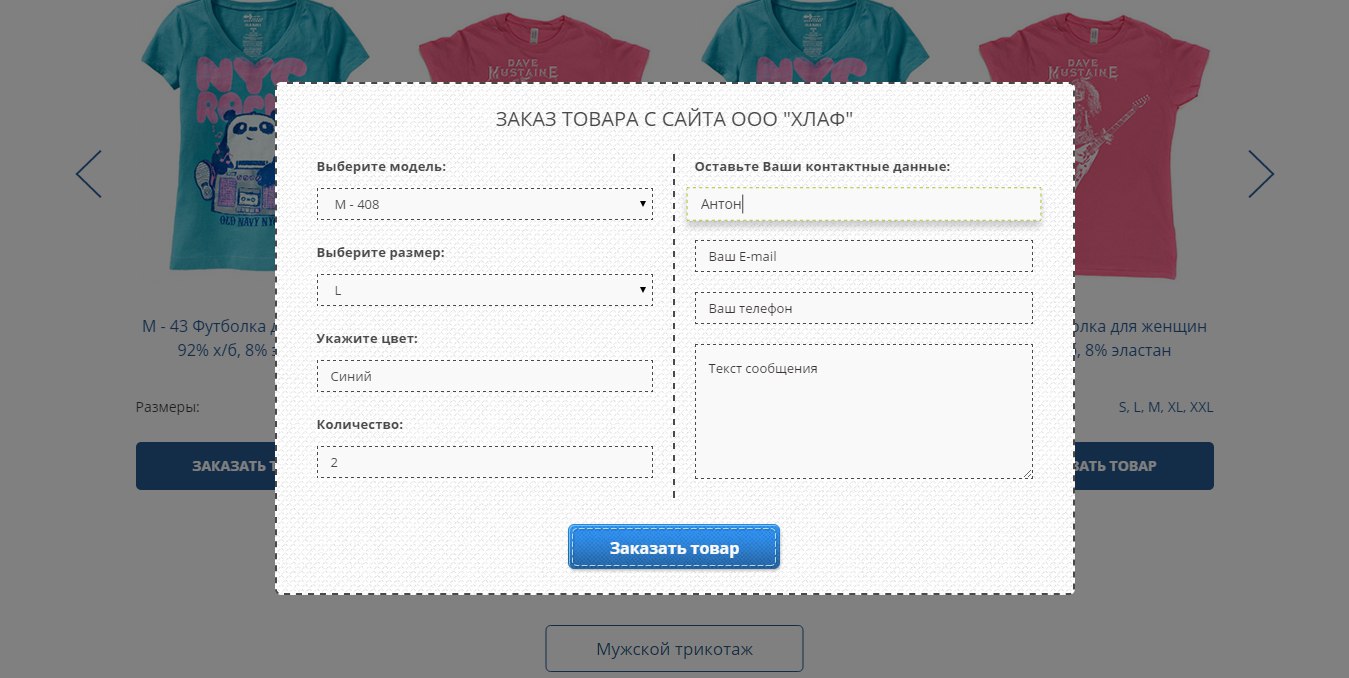 NYC
ROCK
OLD NAVY NY
DAVE
MUSTAINE
NYC
DAVE
MUSTAINE
ЗАКАЗ ТОВАРА С САЙТА ООО "ХЛАФ"
Выберите модель:
М - 408
Выберите размер:
L
Укажите цвет:
Синий
Количество:
2
Оставьте Ваши контактные данные:
Антон
Ваш E-mail
Ваш телефон
Текст сообщения
Заказать товар
М - 43 Футболка д
92% х/б, 8% э
Размеры:
ЗАКАЗАТЬ Т
олка для женщин
, 8% эластан
S, L, M, XL, XXL
ЗАТЬ ТОВАР
Мужской трикотаж